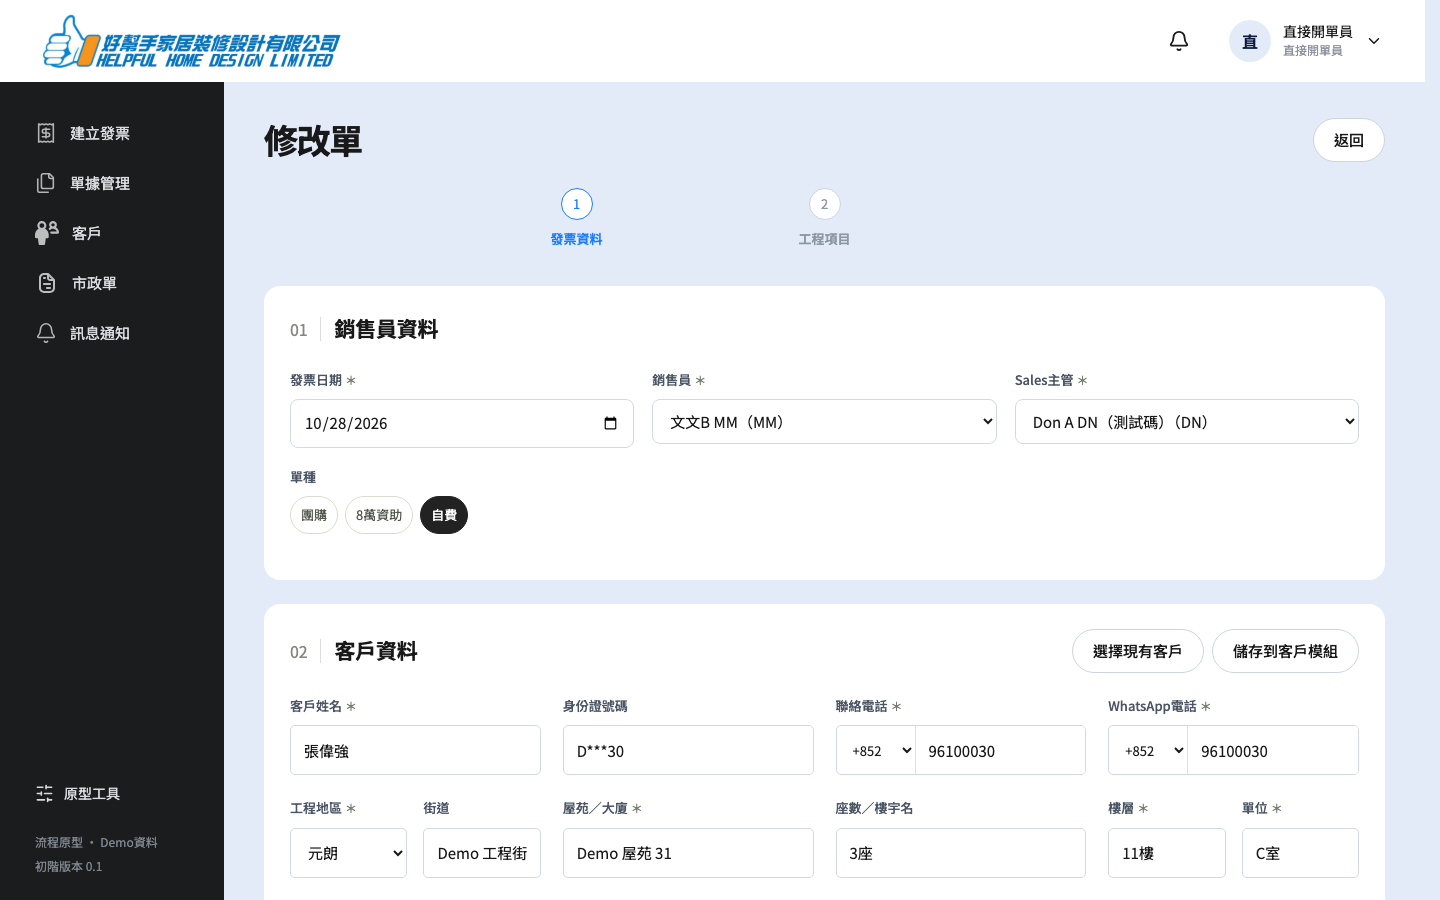 好幫手家居裝修設計有限公司
HELPFUL HOME DESIGN LIMITED
直
直接開單員
直接開單員
建立發票
單據管理
客戶
市政單
訊息通知
原型工具
流程原型 · Demo資料
初階版本 0.1
修改單
返回
1
發票資料
2
工程項目
01
銷售員資料
發票日期 *
銷售員 *
Sales主管 *
10/28/2026
文文B MM（MM）
Don A DN（測試碼）（DN）
單種
團購
8萬資助
自費
02
客戶資料
選擇現有客戶
儲存到客戶模組
客戶姓名 *
身份證號碼
聯絡電話 *
WhatsApp電話 *
張偉強
D***30
+852
96100030
+852
96100030
工程地區 *
街道
屋苑／大廈 *
座數／樓宇名
樓層 *
單位 *
元朗
Demo 工程街
Demo 屋苑 31
3座
11樓
C室